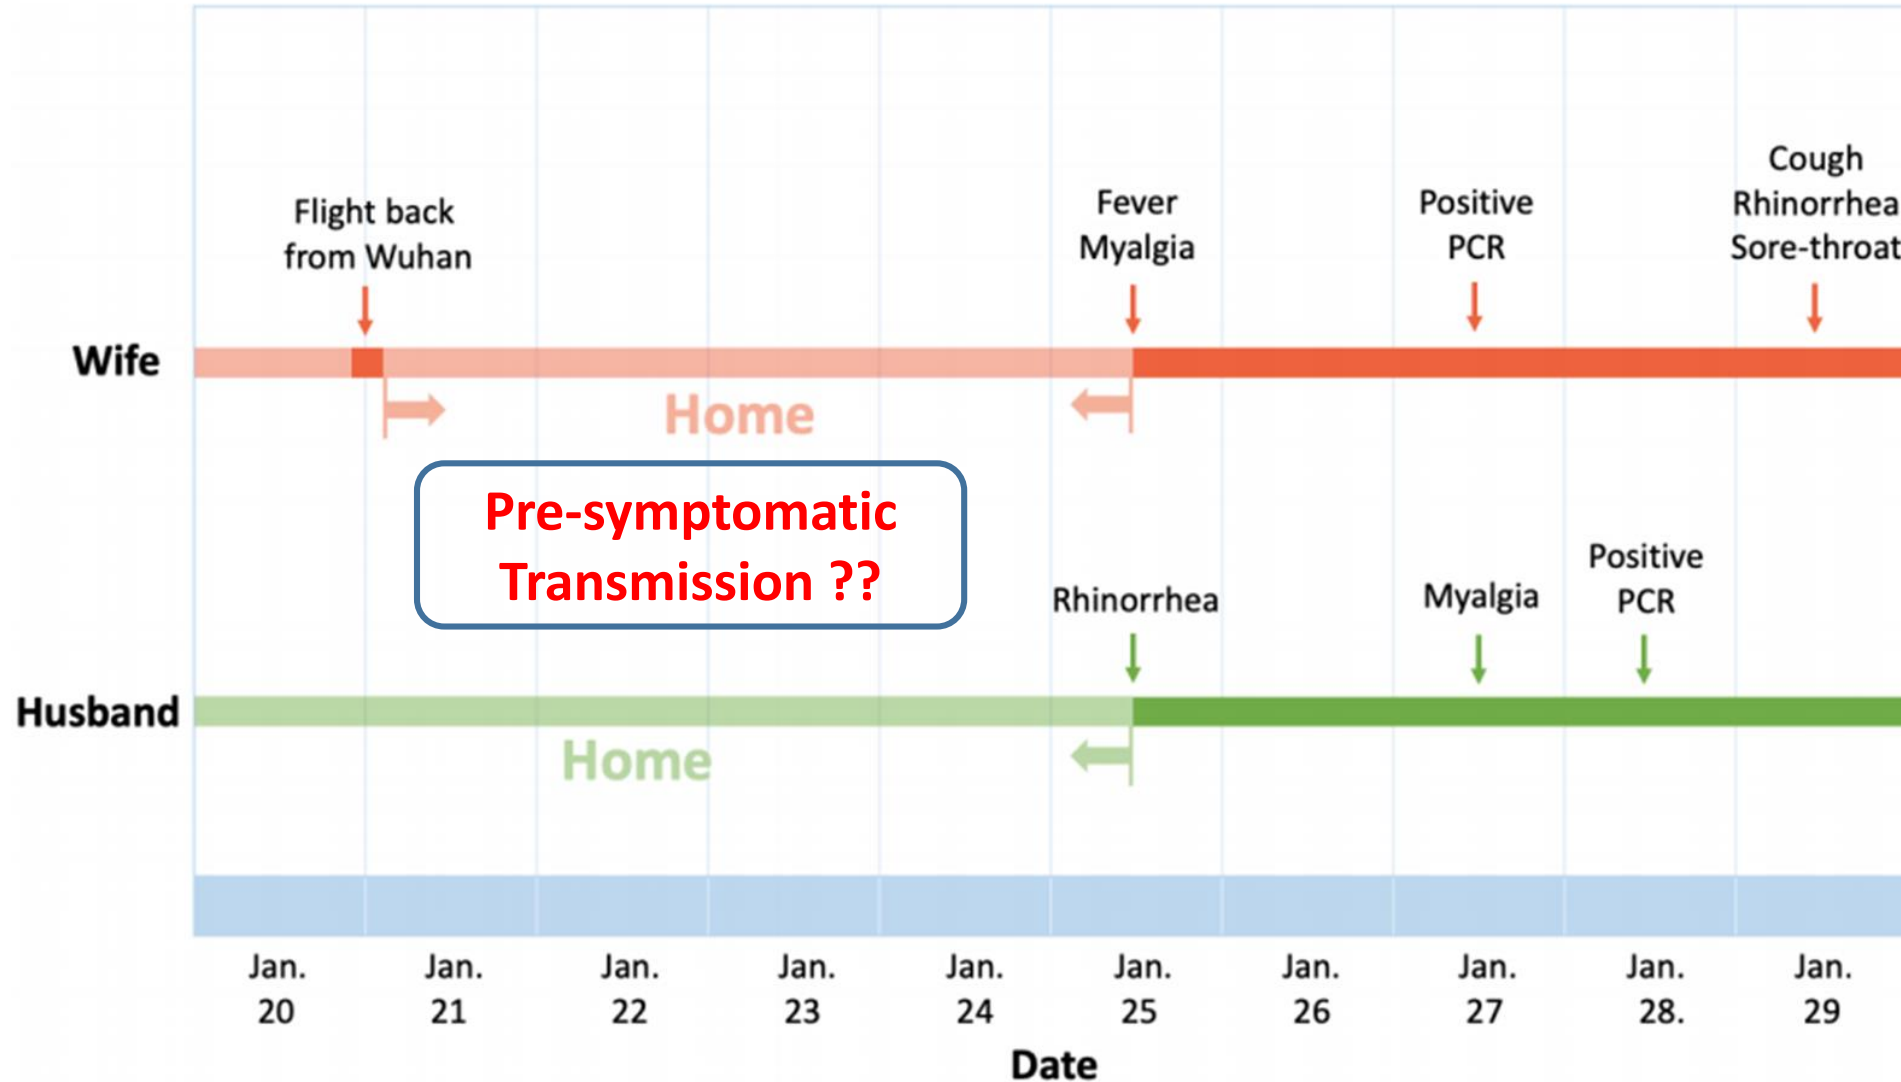 Flight back
from Wuhan
Fever
Myalgia
Positive
PCR
Cough
Rhinorrhea
Sore-throat
Wife
Home
Pre-symptomatic
Transmission ??
Rhinorrhea
Myalgia
Positive
PCR
Husband
Home
Jan. Jan. Jan. Jan. Jan. Jan. Jan. Jan. Jan. Jan.
20 21 22 23 24 25 26 27 28. 29
Date